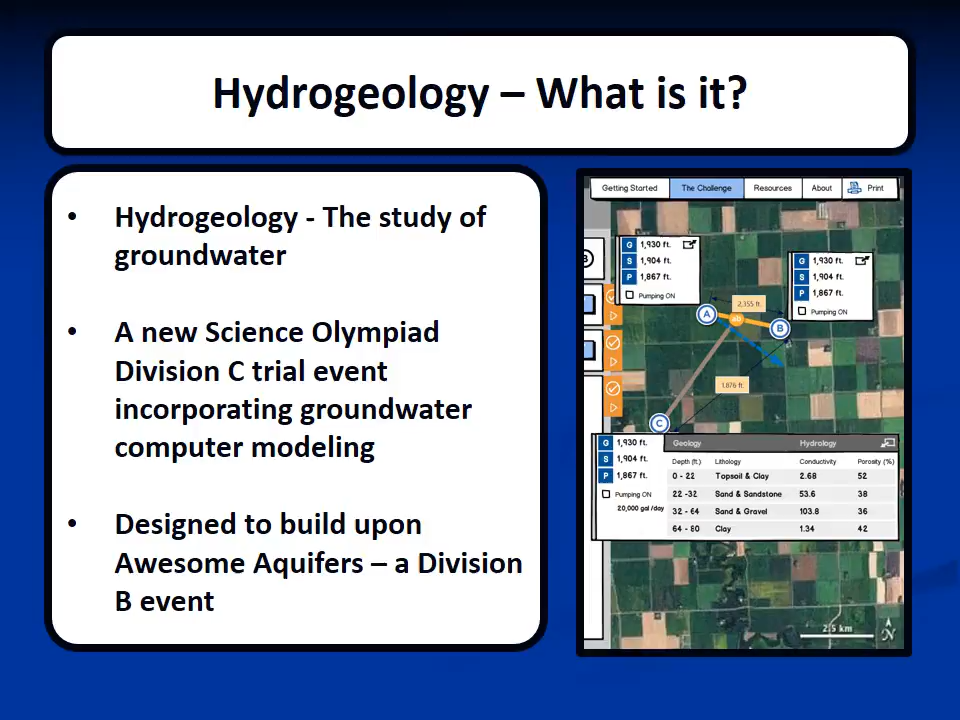 Hydrogeology – What is it?
• Hydrogeology - The study of
groundwater
• A new Science Olympiad
Division C trial event
incorporating groundwater
computer modeling
• Designed to build upon
Awesome Aquifers – a Division
B event
Getting Started The Challenge Resources About Print
B
G 1,930 ft.
S 1,904 ft.
P 1,867 ft.
Pumping ON
G 1,930 ft.
S 1,904 ft.
P 1,867 ft.
Pumping ON
2,355 ft.
A ab B
1,876 ft.
C
G 1,930 ft.
S 1,904 ft.
P 1,867 ft.
Pumping ON
20,000 gal /day
Geology Hydrology
Depth (ft.) Lithology Conductivity Porosity (%)
0 - 22 Topsoil & Clay 2.68 52
22 -32 Sand & Sandstone 53.6 38
32 - 64 Sand & Gravel 103.8 36
64 - 80 Clay 1.34 42
2.5 km N